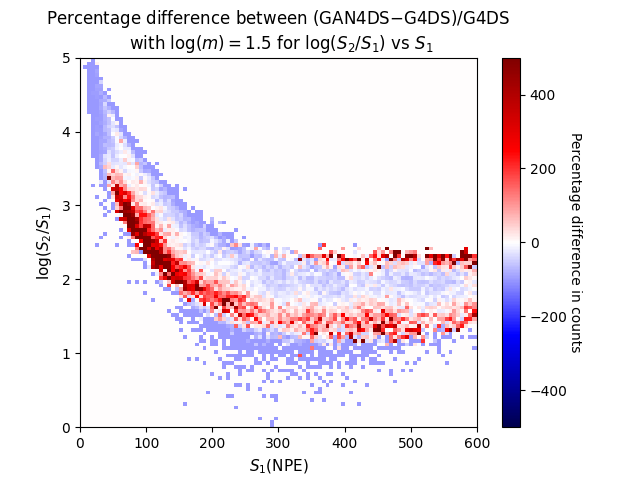 Percentage difference between (GAN4DS−G4DS)/G4DS
with log(m) = 1.5 for log(S₂/S₁) vs S₁
5
4
3
2
1
0
log(S₂/S₁)
0 100 200 300 400 500 600
S₁(NPE)
400
200
0
−200
−400
Percentage difference in counts